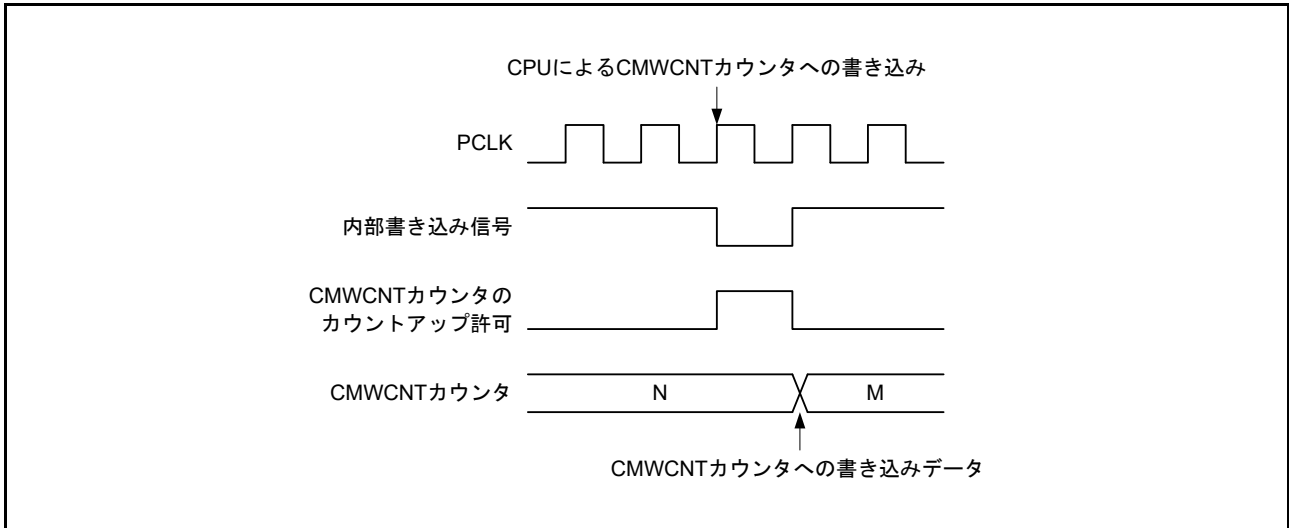 CPUによるCMWCNTカウンタへの書き込み
PCLK
内部書き込み信号
CMWCNTカウンタの
カウントアップ許可
CMWCNTカウンタ
N
M
CMWCNTカウンタへの書き込みデータ